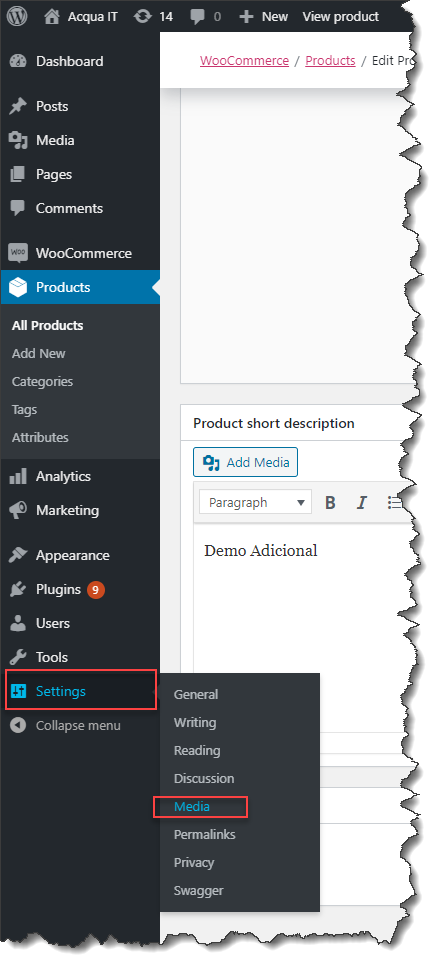 Acqua IT 14 0 New View product
Dashboard
WooCommerce / Products / Edit Pro
Posts
Media
Pages
Comments
WooCommerce
Products
All Products
Add New
Categories
Tags
Attributes
Product short description
Add Media
Paragraph B I
Demo Adicional
Analytics
Marketing
Appearance
Plugins 9
Users
Tools
Settings
Collapse menu
General
Writing
Reading
Discussion
Media
Permalinks
Privacy
Swagger